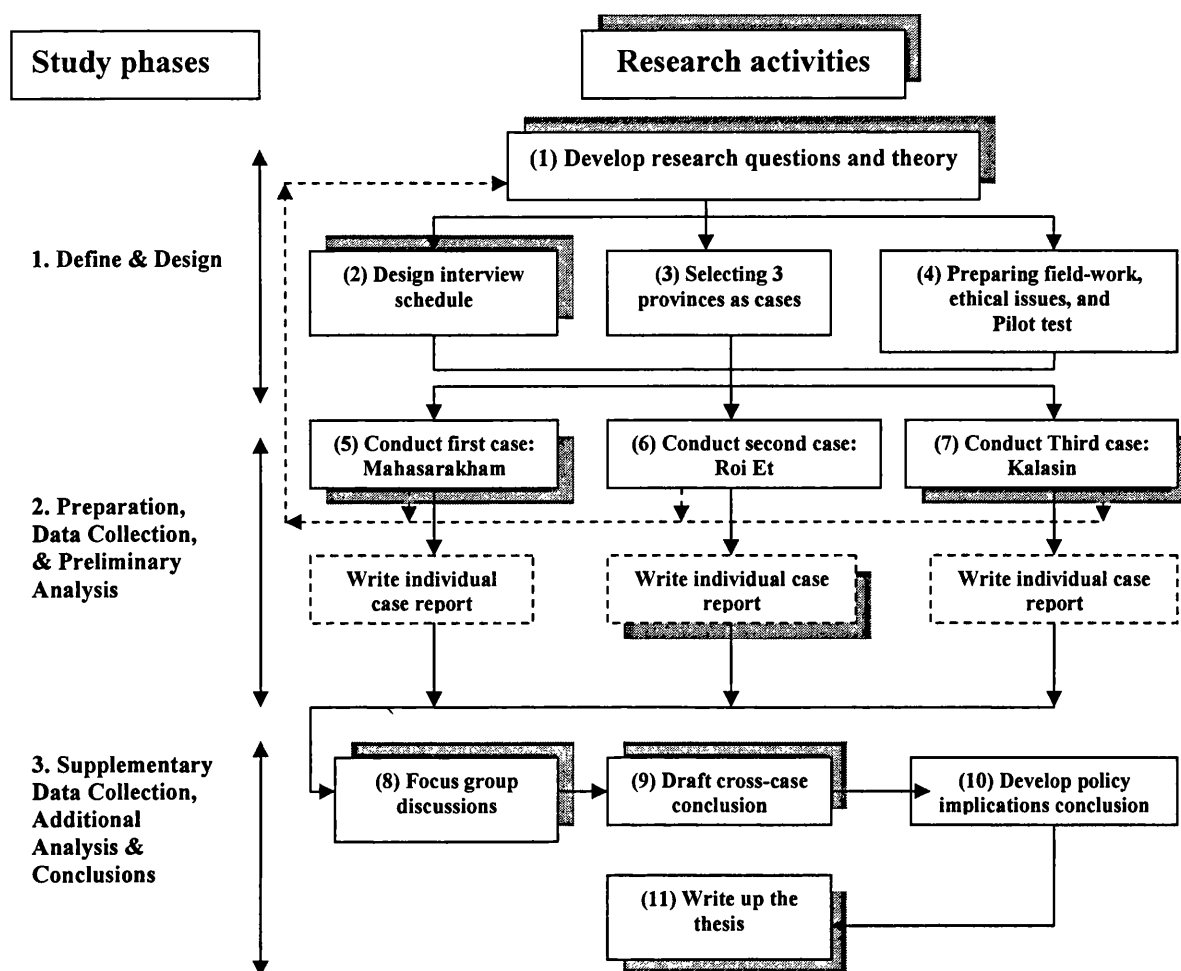 Study phases
Research activities
(1) Develop research questions and theory
1. Define & Design
(2) Design interview
schedule
(3) Selecting 3
provinces as cases
(4) Preparing field-work,
ethical issues, and
Pilot test
(5) Conduct first case:
Mahasarakham
(6) Conduct second case:
Roi Et
(7) Conduct Third case:
Kalasin
2. Preparation,
Data Collection,
& Preliminary
Analysis
Write individual
case report
Write individual case
report
Write individual case
report
3. Supplementary
Data Collection,
Additional
Analysis &
Conclusions
(8) Focus group
discussions
(9) Draft cross-case
conclusion
(10) Develop policy
implications conclusion
(11) Write up the
thesis